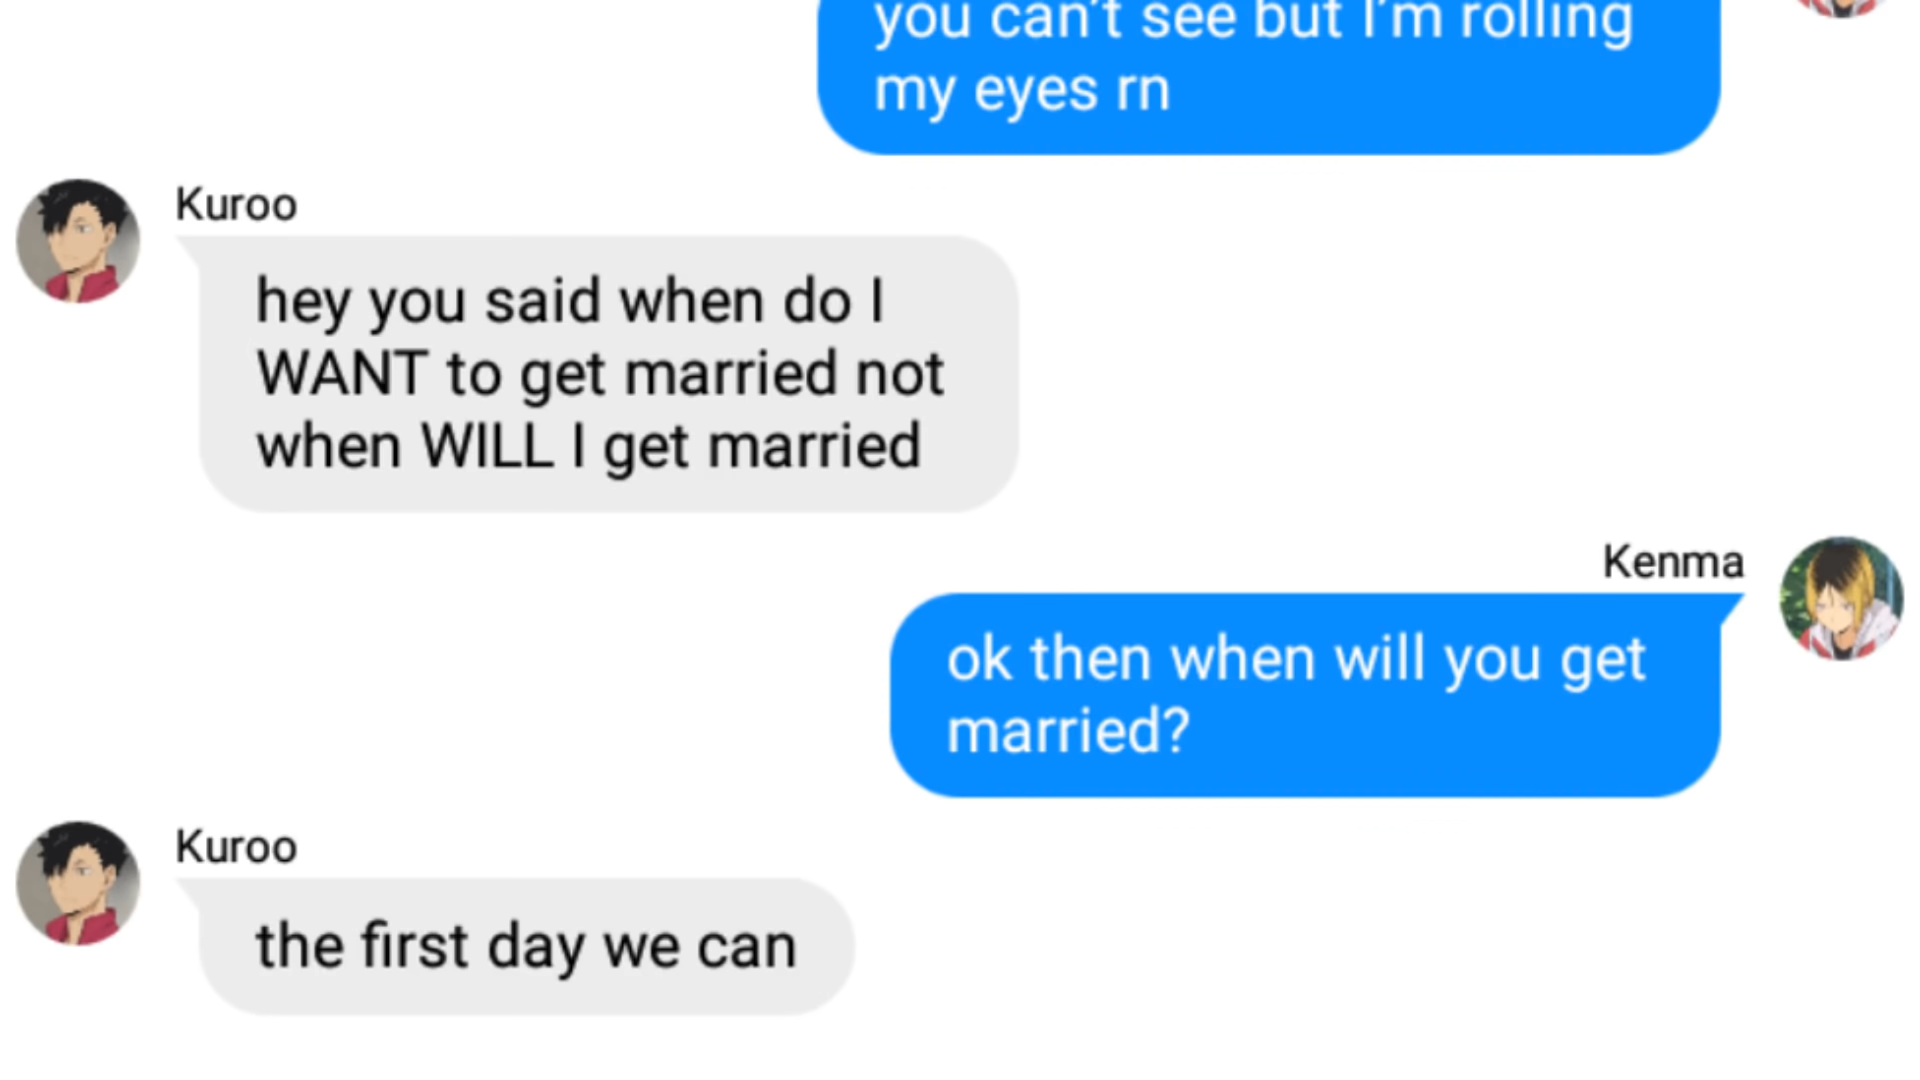 you can't see but I'm rolling
my eyes rn
Kuroo
hey you said when do I
WANT to get married not
when WILL I get married
Kenma
ok then when will you get
married?
Kuroo
the first day we can